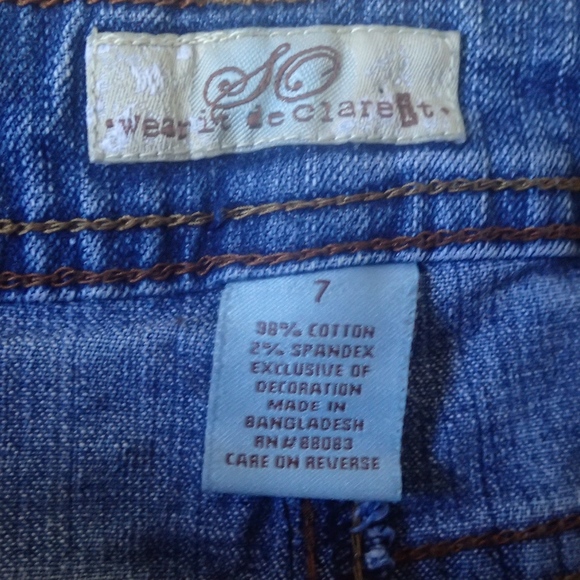 SO
•wear it declare it•
7
98% COTTON
2% SPANDEX
EXCLUSIVE OF
DECORATION
MADE IN
BANGLADESH
RN# 88083
CARE ON REVERSE